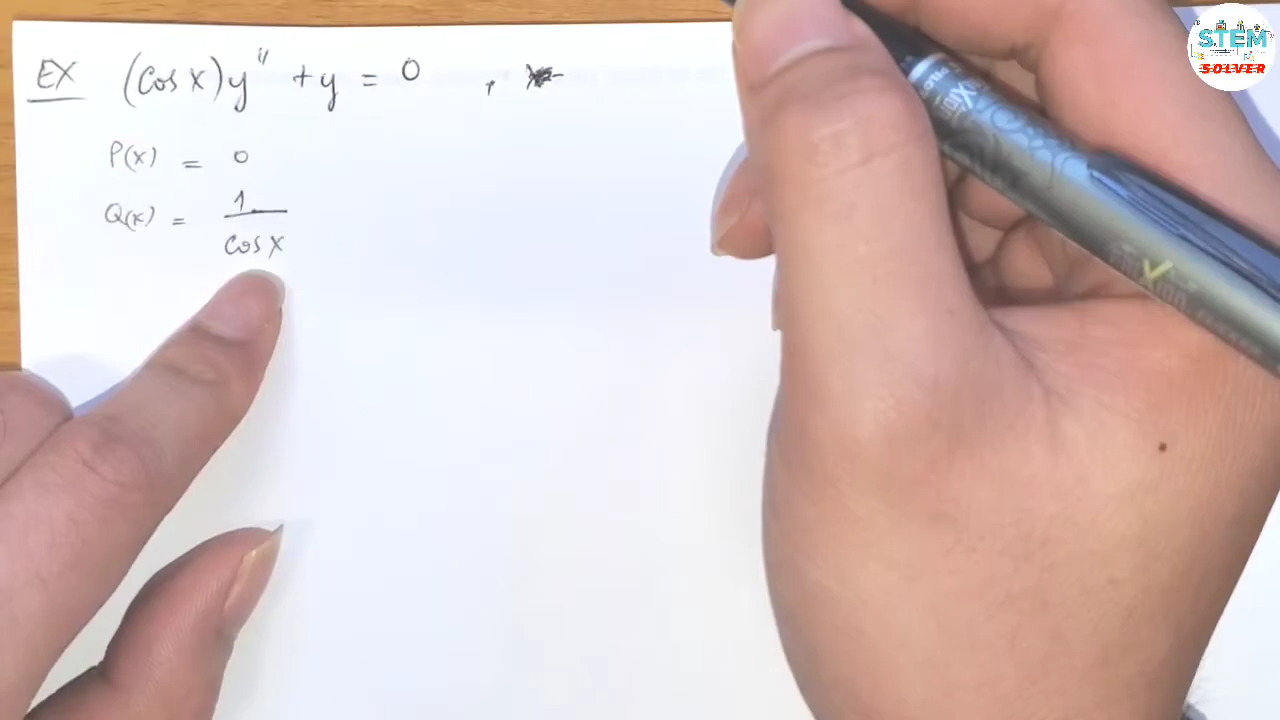 EX (cos x)y" + y = 0 ,
P(x) = 0
Q(x) = 1
cos x
STEM
SOLVER